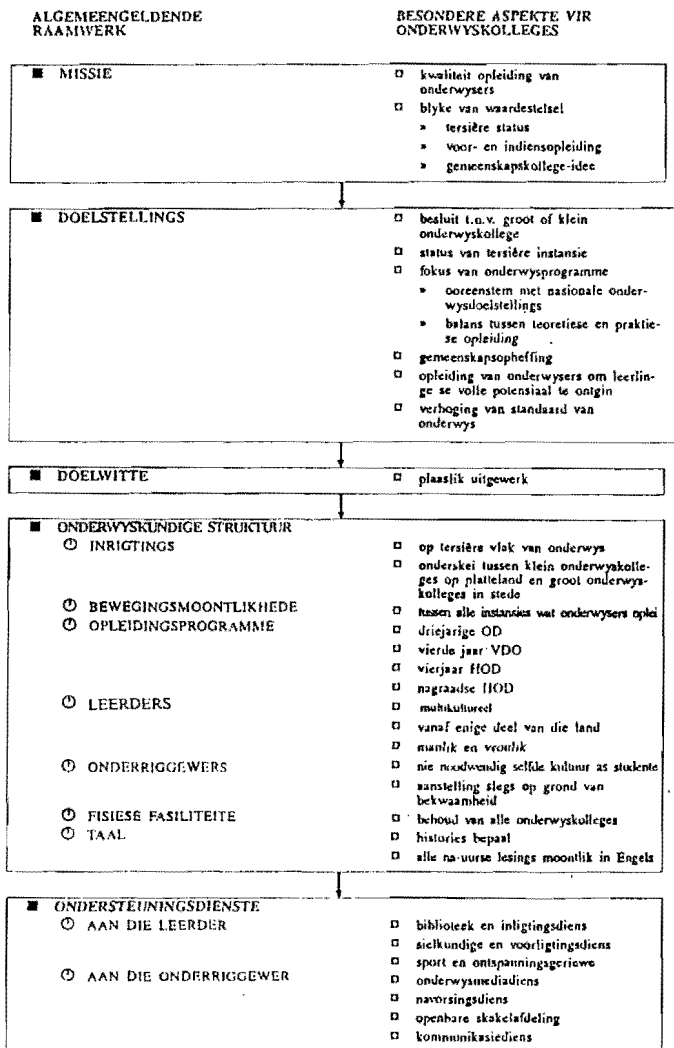 ALGEMEENGELDENDE
RAAMWERK
BESONDERE ASPEKTE VIR
ONDERWYSKOLLEGES
■ MISSIE
□ kwaliteit opleiding van
onderwysers
□ blyke van waardestelsel
» tersiêre status
» voor- en indiensopleiding
» gemeenskapskollege-idee
■ DOELSTELLINGS
□ besluit t.o.v. groot of klein
onderwyskollege
□ status van tersiêre instansie
□ fokus van onderwysprogramme
» ooreenstem met nasionale onder-
wysdoelstellings
» balans tussen teoretiese en praktie-
se opleiding
□ gemeenskapsopheffing
□ opleiding van onderwysers om leerlin-
ge se volle potensiaal te ontgin
□ verhoging van standaard van
onderwys
■ DOELWITTE
□ plaaslik uitgewerk
■ ONDERWYSKUNDIGE STRUKTUUR
INRIGTINGS
□ op tersiêre vlak van onderwys
□ onderskei tussen klein onderwyskolle-
ges op platteland en groot onderwys-
kolleges in stede
BEWEGINGSMOONTLIKHEDE
□ tussen alle instansies wat onderwysers oplei
OPLEIDINGSPROGRAMME
□ driejarige OD
□ vierde jaar VDO
□ vierjaar HOD
□ nagraadse HOD
LEERDERS
□ multikultureel
□ vanaf enige deel van die land
□ manlik en vroulik
ONDERRIGGEWERS
□ nie noodwendig selfde kultuur as studente
□ aanstelling slegs op grond van
bekwaamheid
FISIESE FASILITEITE
□ behoud van alle onderwyskolleges
TAAL
□ histories bepaal
□ alle na-uurse lesings moontlik in Engels
■ ONDERSTEUNINGSDIENSTE
AAN DIE LEERDER
□ biblioteek en inligtingsdiens
□ sielkundige en voorligtingsdiens
□ sport en ontspanningsgeriewe
AAN DIE ONDERRIGGEWER
□ onderwysmediadiens
□ navorsingsdiens
□ openbare skakelafdeling
□ kommunikasiediens